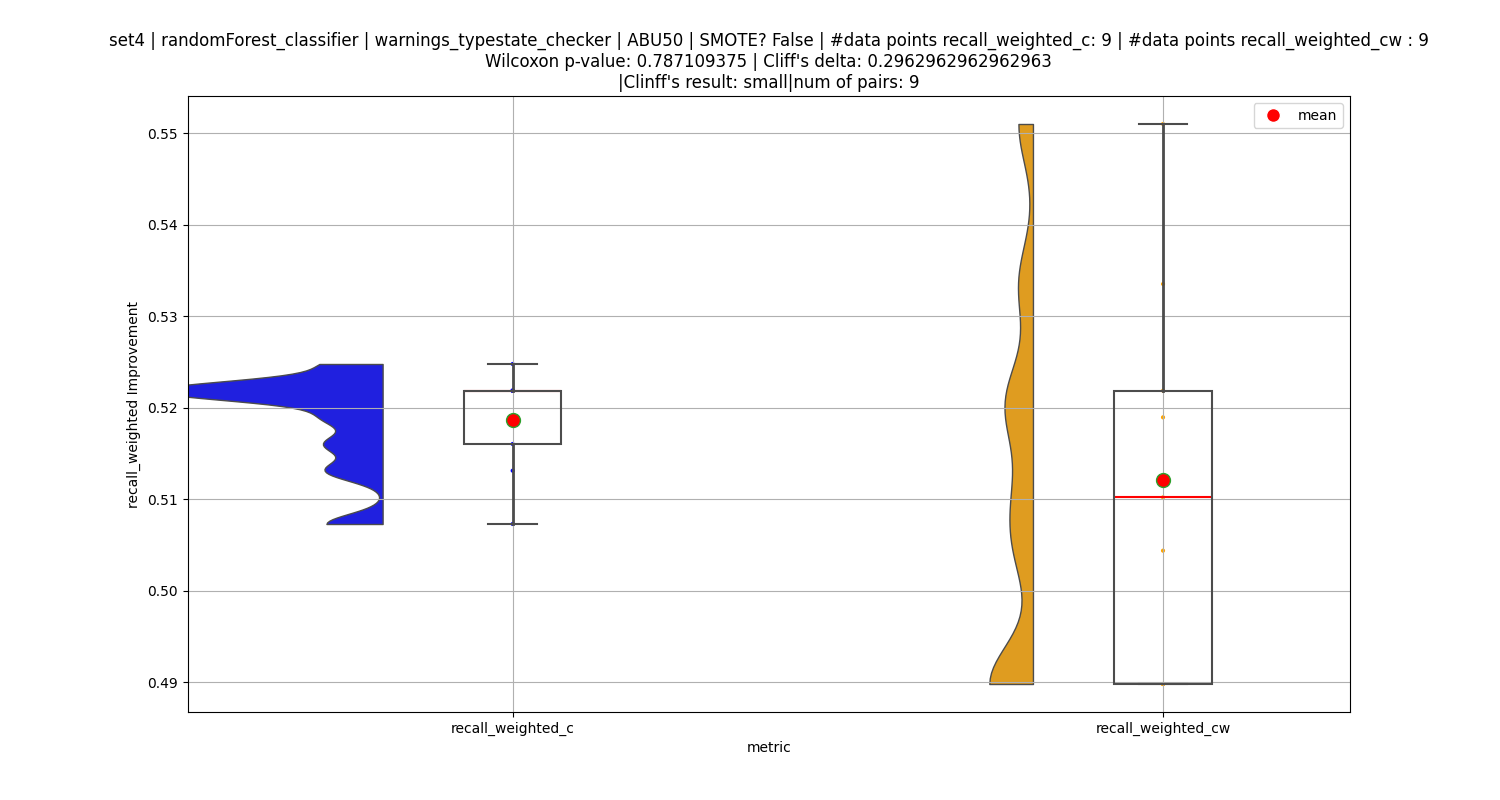 set4 | randomForest_classifier | warnings_typestate_checker | ABU50 | SMOTE? False | #data points recall_weighted_c: 9 | #data points recall_weighted_cw : 9
Wilcoxon p-value: 0.787109375 | Cliff's delta: 0.2962962962962963
|Clinff's result: small|num of pairs: 9
mean
0.55
0.54
0.53
0.52
0.51
0.50
0.49
recall_weighted Improvement
recall_weighted_c
recall_weighted_cw
metric